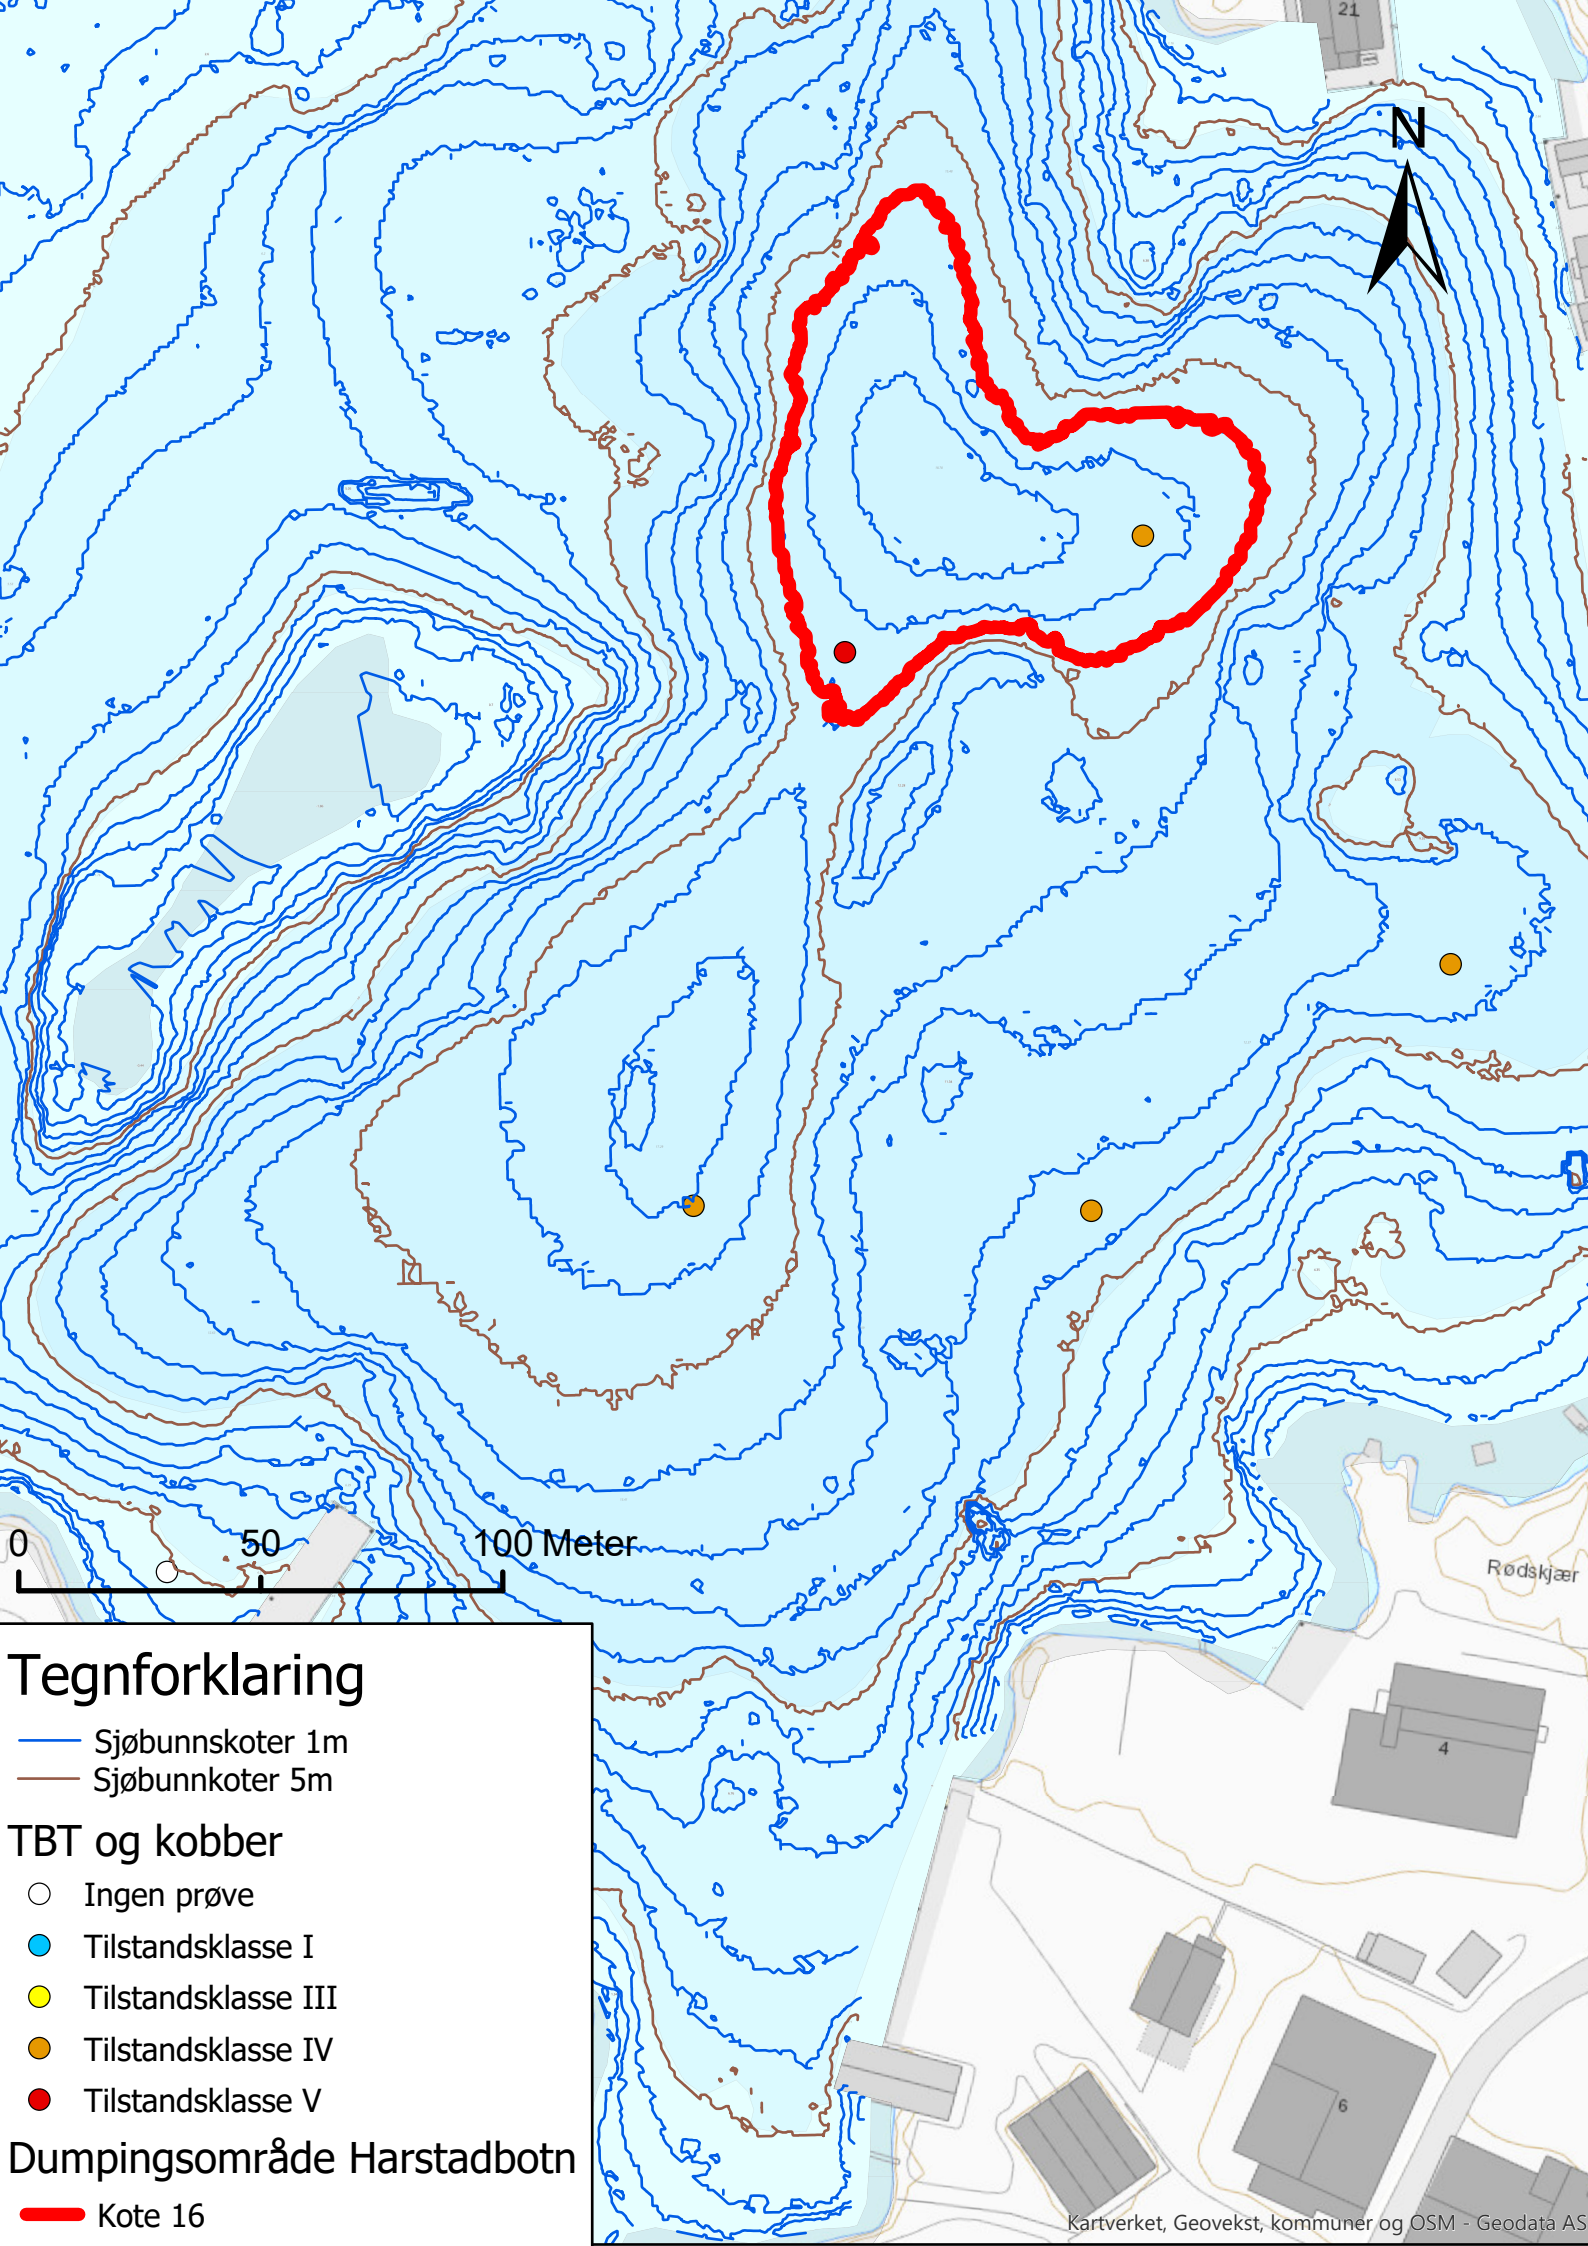 21
N
0 50 100 Meter
Rødskjær
4
6
Tegnforklaring
Sjøbunnskoter 1m
Sjøbunnkoter 5m
TBT og kobber
Ingen prøve
Tilstandsklasse I
Tilstandsklasse III
Tilstandsklasse IV
Tilstandsklasse V
Dumpingsområde Harstadbotn
Kote 16
Kartverket, Geovekst, kommuner og OSM - Geodata AS